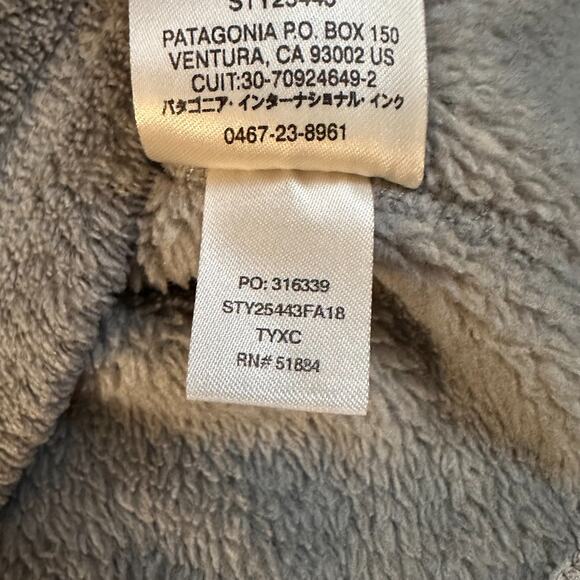 STY25443
PATAGONIA P.O. BOX 150
VENTURA, CA 93002 US
CUIT:30-70924649-2
パタゴニア・インターナショナル・インク
0467-23-8961
PO: 316339
STY25443FA18
TYXC
RN# 51884